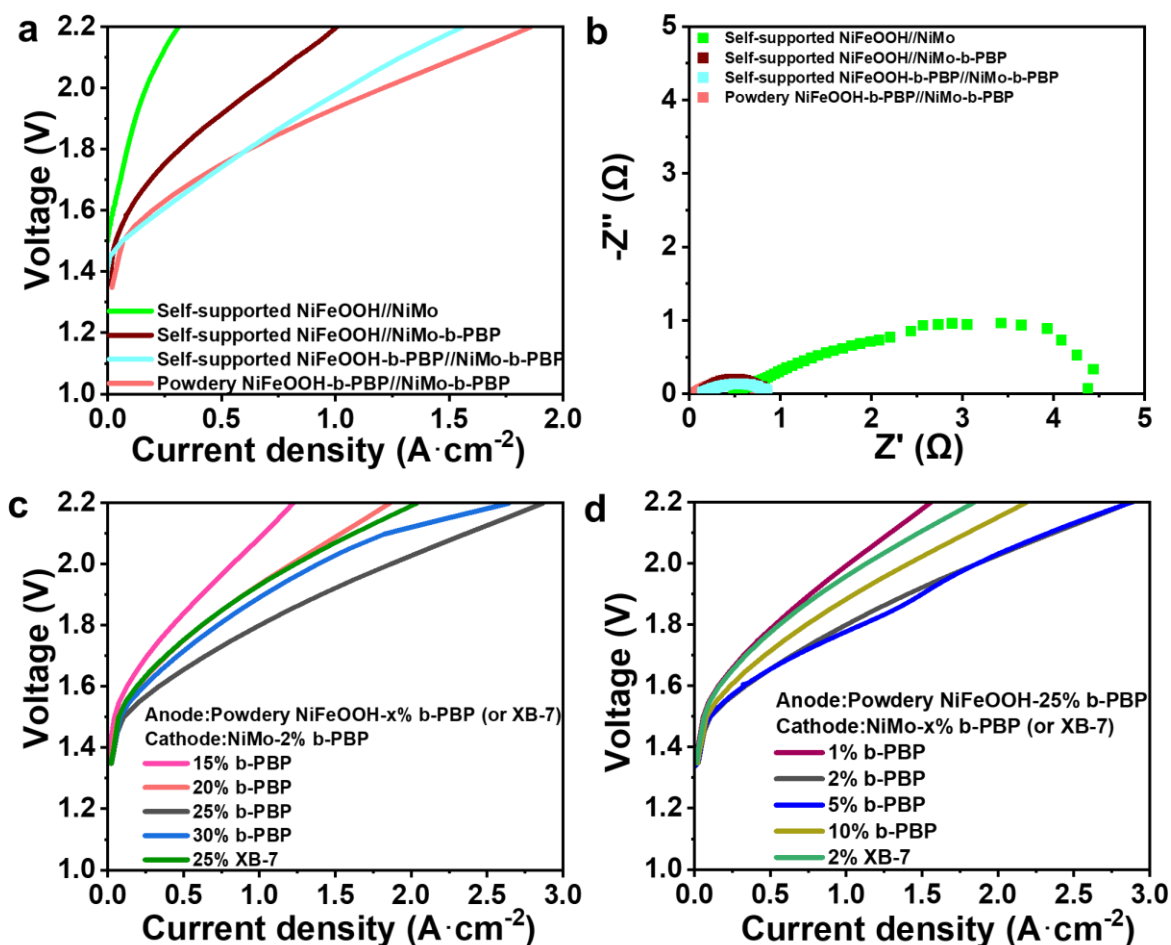 a
Voltage (V)
2.2
2.0
1.8
1.6
1.4
1.2
1.0
Self-supported NiFeOOH//NiMo
Self-supported NiFeOOH//NiMo-b-PBP
Self-supported NiFeOOH-b-PBP//NiMo-b-PBP
Powdery NiFeOOH-b-PBP//NiMo-b-PBP
0.0 0.5 1.0 1.5 2.0
Current density (A·cm⁻²)
b
-Z'' (Ω)
5
4
3
2
1
0
Self-supported NiFeOOH//NiMo
Self-supported NiFeOOH//NiMo-b-PBP
Self-supported NiFeOOH-b-PBP//NiMo-b-PBP
Powdery NiFeOOH-b-PBP//NiMo-b-PBP
0 1 2 3 4 5
Z' (Ω)
c
Voltage (V)
2.2
2.0
1.8
1.6
1.4
1.2
1.0
Anode:Powdery NiFeOOH-x% b-PBP (or XB-7)
Cathode:NiMo-2% b-PBP
15% b-PBP
20% b-PBP
25% b-PBP
30% b-PBP
25% XB-7
0.0 0.5 1.0 1.5 2.0 2.5 3.0
Current density (A·cm⁻²)
d
Voltage (V)
2.2
2.0
1.8
1.6
1.4
1.2
1.0
Anode:Powdery NiFeOOH-25% b-PBP
Cathode:NiMo-x% b-PBP (or XB-7)
1% b-PBP
2% b-PBP
5% b-PBP
10% b-PBP
2% XB-7
0.0 0.5 1.0 1.5 2.0 2.5 3.0
Current density (A·cm⁻²)